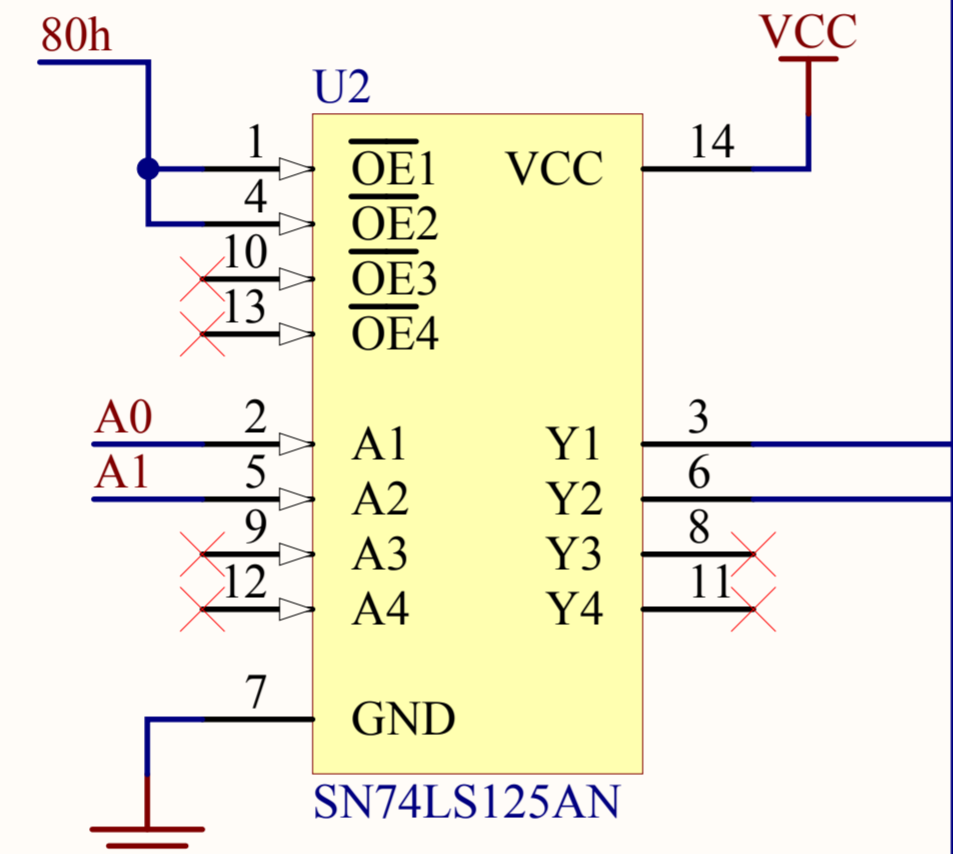 80h
VCC
U2
1 OE1 VCC 14
4 OE2
10 OE3
13 OE4
A0 2 A1 Y1 3
A1 5 A2 Y2 6
9 A3 Y3 8
12 A4 Y4 11
7 GND
SN74LS125AN